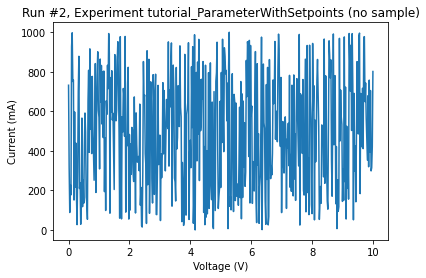 Run #2, Experiment tutorial_ParameterWithSetpoints (no sample)
1000
800
600
400
200
0
Current (mA)
0 2 4 6 8 10
Voltage (V)